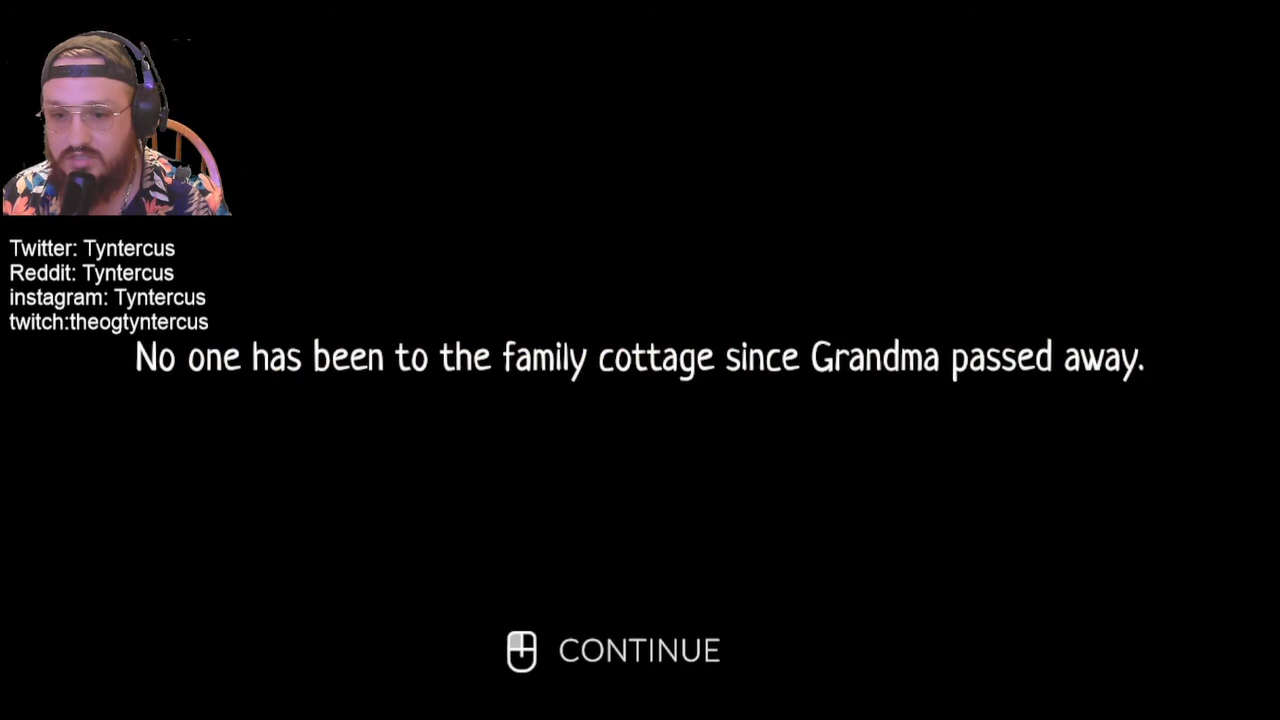 Twitter: Tyntercus
Reddit: Tyntercus
instagram: Tyntercus
twitch:theogtyntercus
No one has been to the family cottage since Grandma passed away.
CONTINUE